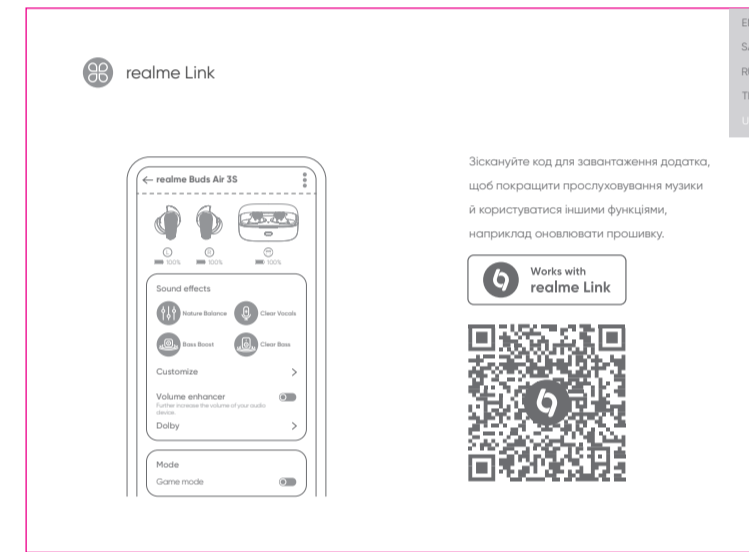 realme Link
← realme Buds Air 3S
L
R
100%
100%
100%
Sound effects
Nature Balance
Clear Vocals
Bass Boost
Clear Bass
Customize >
Volume enhancer
Further increase the volume of your audio
device.
Dolby >
Mode
Game mode
Зіскануйте код для завантаження додатка,
щоб покращити прослуховування музики
й користуватися іншими функціями,
наприклад оновлювати прошивку.
Works with
realme Link